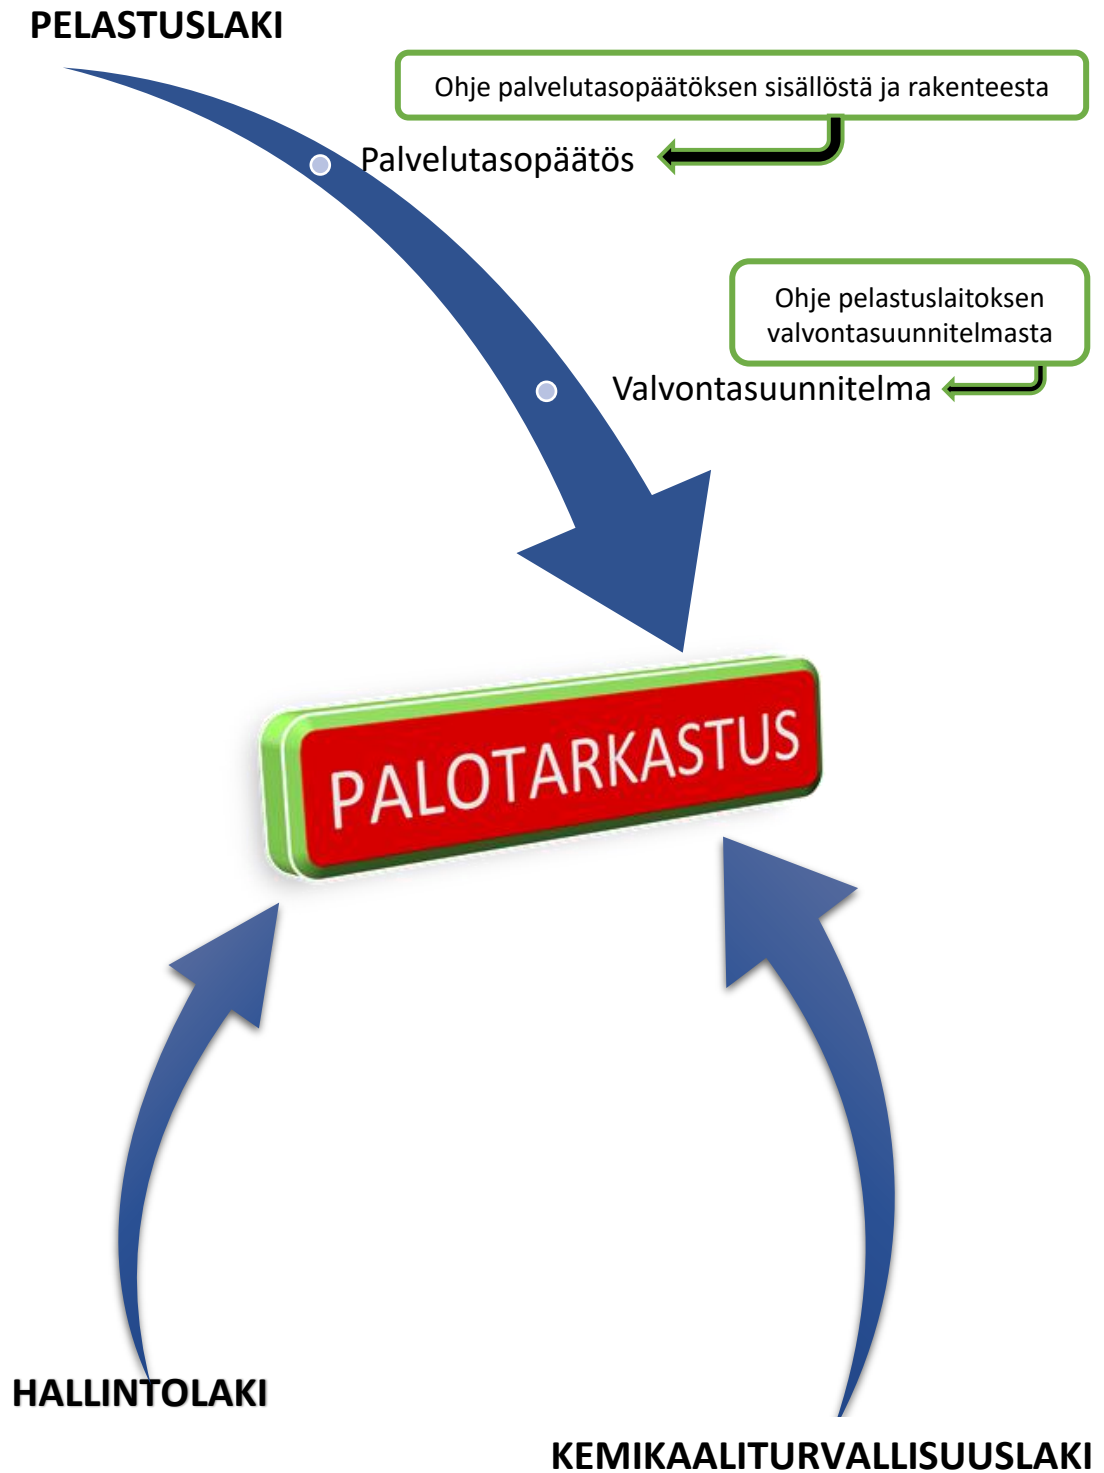 PELASTUSLAKI
Ohje palvelutasopäätöksen sisällöstä ja rakenteesta
Palvelutasopäätös
Ohje pelastuslaitoksen
valvontasuunnitelmasta
Valvontasuunnitelma
PALOTARKASTUS
HALLINTOLAKI
KEMIKAALITURVALLISUUSLAKI